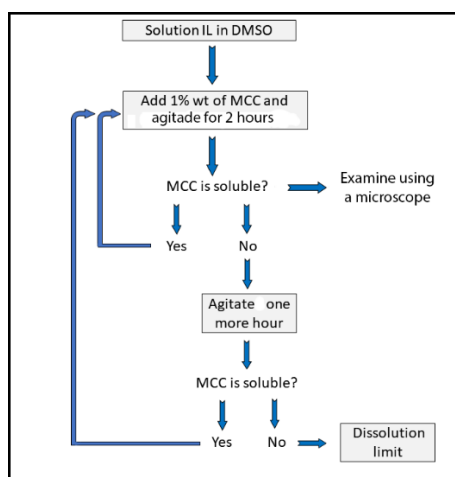 Solution IL in DMSO
Add 1% wt of MCC and
agitade for 2 hours
MCC is soluble?
Examine using
a microscope
Yes
No
Agitate one
more hour
MCC is soluble?
Yes
No
Dissolution
limit